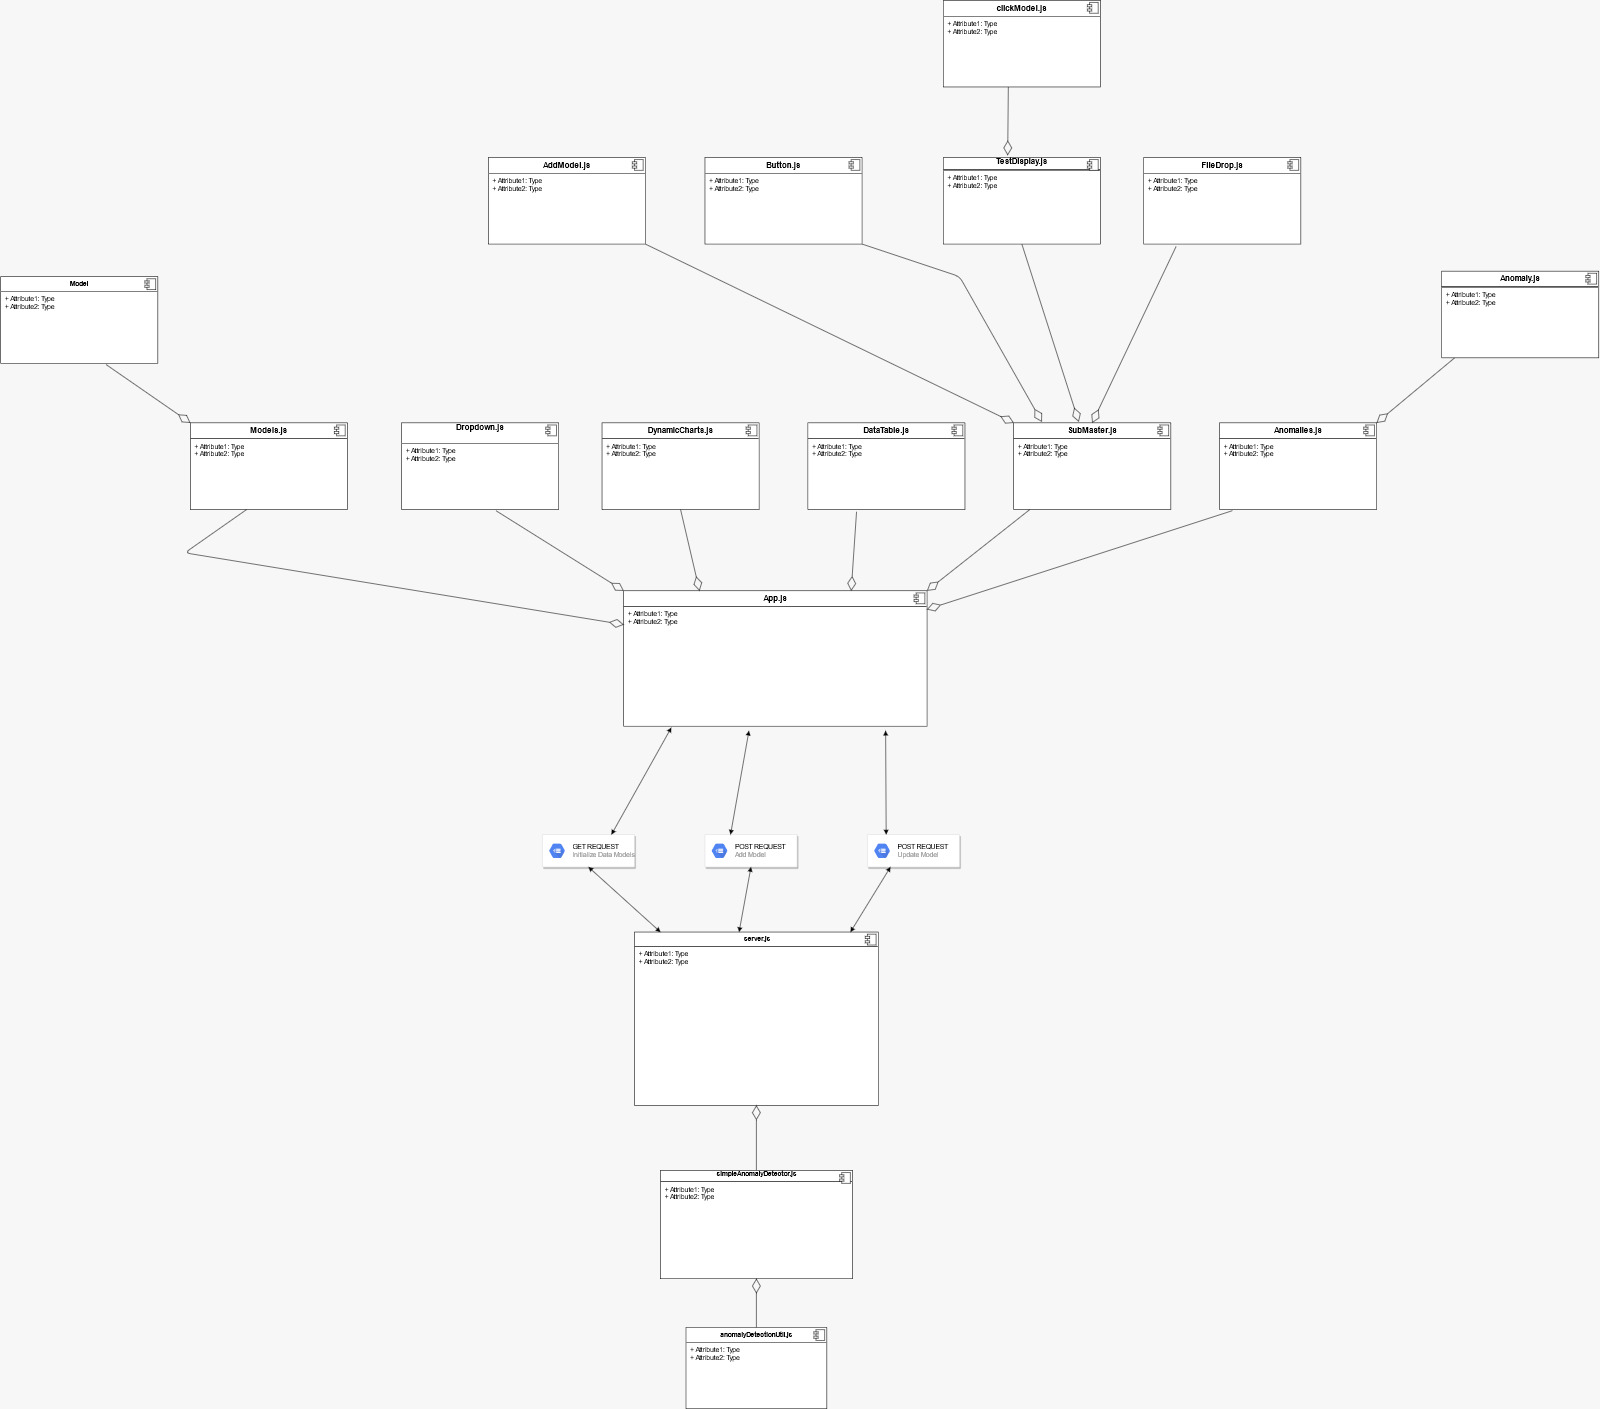 clickModel.js
+ Attribute1: Type
+ Attribute2: Type
AddModel.js
+ Attribute1: Type
+ Attribute2: Type
Button.js
+ Attribute1: Type
+ Attribute2: Type
TestDisplay.js
+ Attribute1: Type
+ Attribute2: Type
FileDrop.js
+ Attribute1: Type
+ Attribute2: Type
Model
+ Attribute1: Type
+ Attribute2: Type
Anomaly.js
+ Attribute1: Type
+ Attribute2: Type
Models.js
+ Attribute1: Type
+ Attribute2: Type
Dropdown.js
+ Attribute1: Type
+ Attribute2: Type
DynamicCharts.js
+ Attribute1: Type
+ Attribute2: Type
DataTable.js
+ Attribute1: Type
+ Attribute2: Type
SubMaster.js
+ Attribute1: Type
+ Attribute2: Type
Anomalies.js
+ Attribute1: Type
+ Attribute2: Type
App.js
+ Attribute1: Type
+ Attribute2: Type
GET REQUEST
Initialize Data Models
POST REQUEST
Add Model
POST REQUEST
Update Model
server.js
+ Attribute1: Type
+ Attribute2: Type
simpleAnomalyDetector.js
+ Attribute1: Type
+ Attribute2: Type
anomalyDetectionUtil.js
+ Attribute1: Type
+ Attribute2: Type